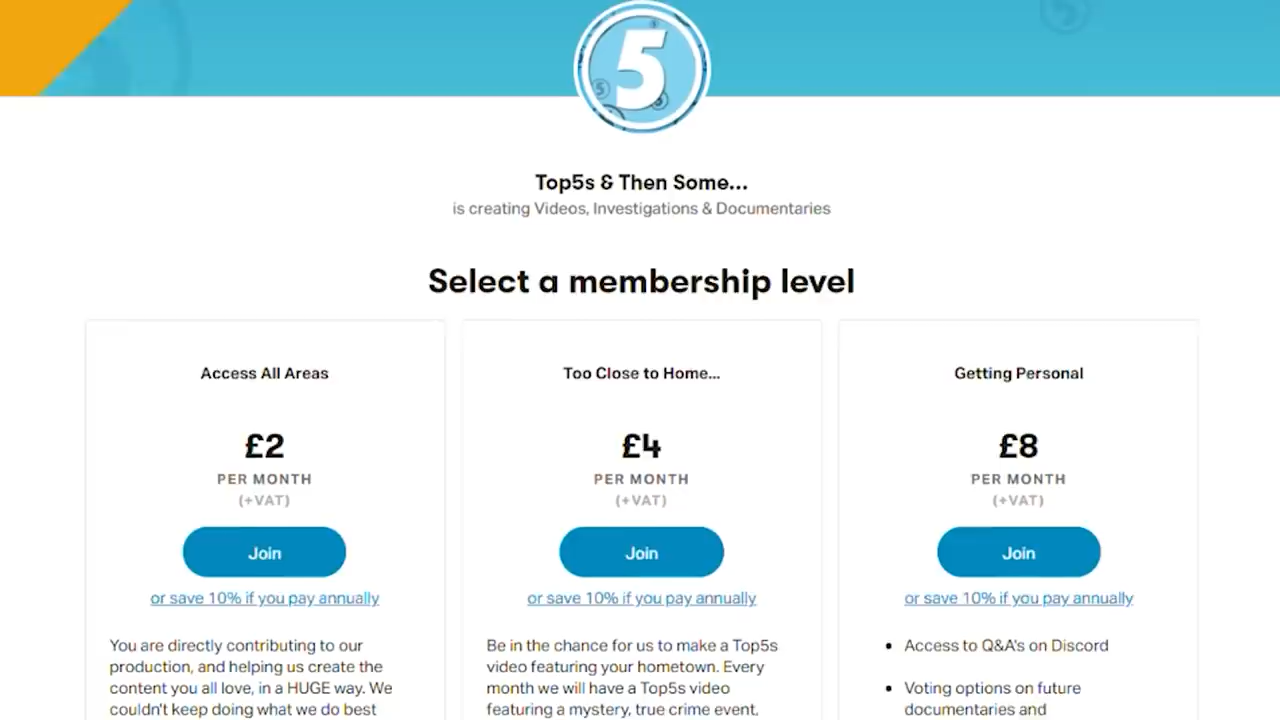 5
Top5s & Then Some...
is creating Videos, Investigations & Documentaries
Select a membership level
Access All Areas
£2
PER MONTH
(+VAT)
Join
or save 10% if you pay annually
You are directly contributing to our
production, and helping us create the
content you all love, in a HUGE way. We
couldn't keep doing what we do best
Too Close to Home...
£4
PER MONTH
(+VAT)
Join
or save 10% if you pay annually
Be in the chance for us to make a Top5s
video featuring your hometown. Every
month we will have a Top5s video
featuring a mystery, true crime event,
Getting Personal
£8
PER MONTH
(+VAT)
Join
or save 10% if you pay annually
• Access to Q&A's on Discord
• Voting options on future
documentaries and